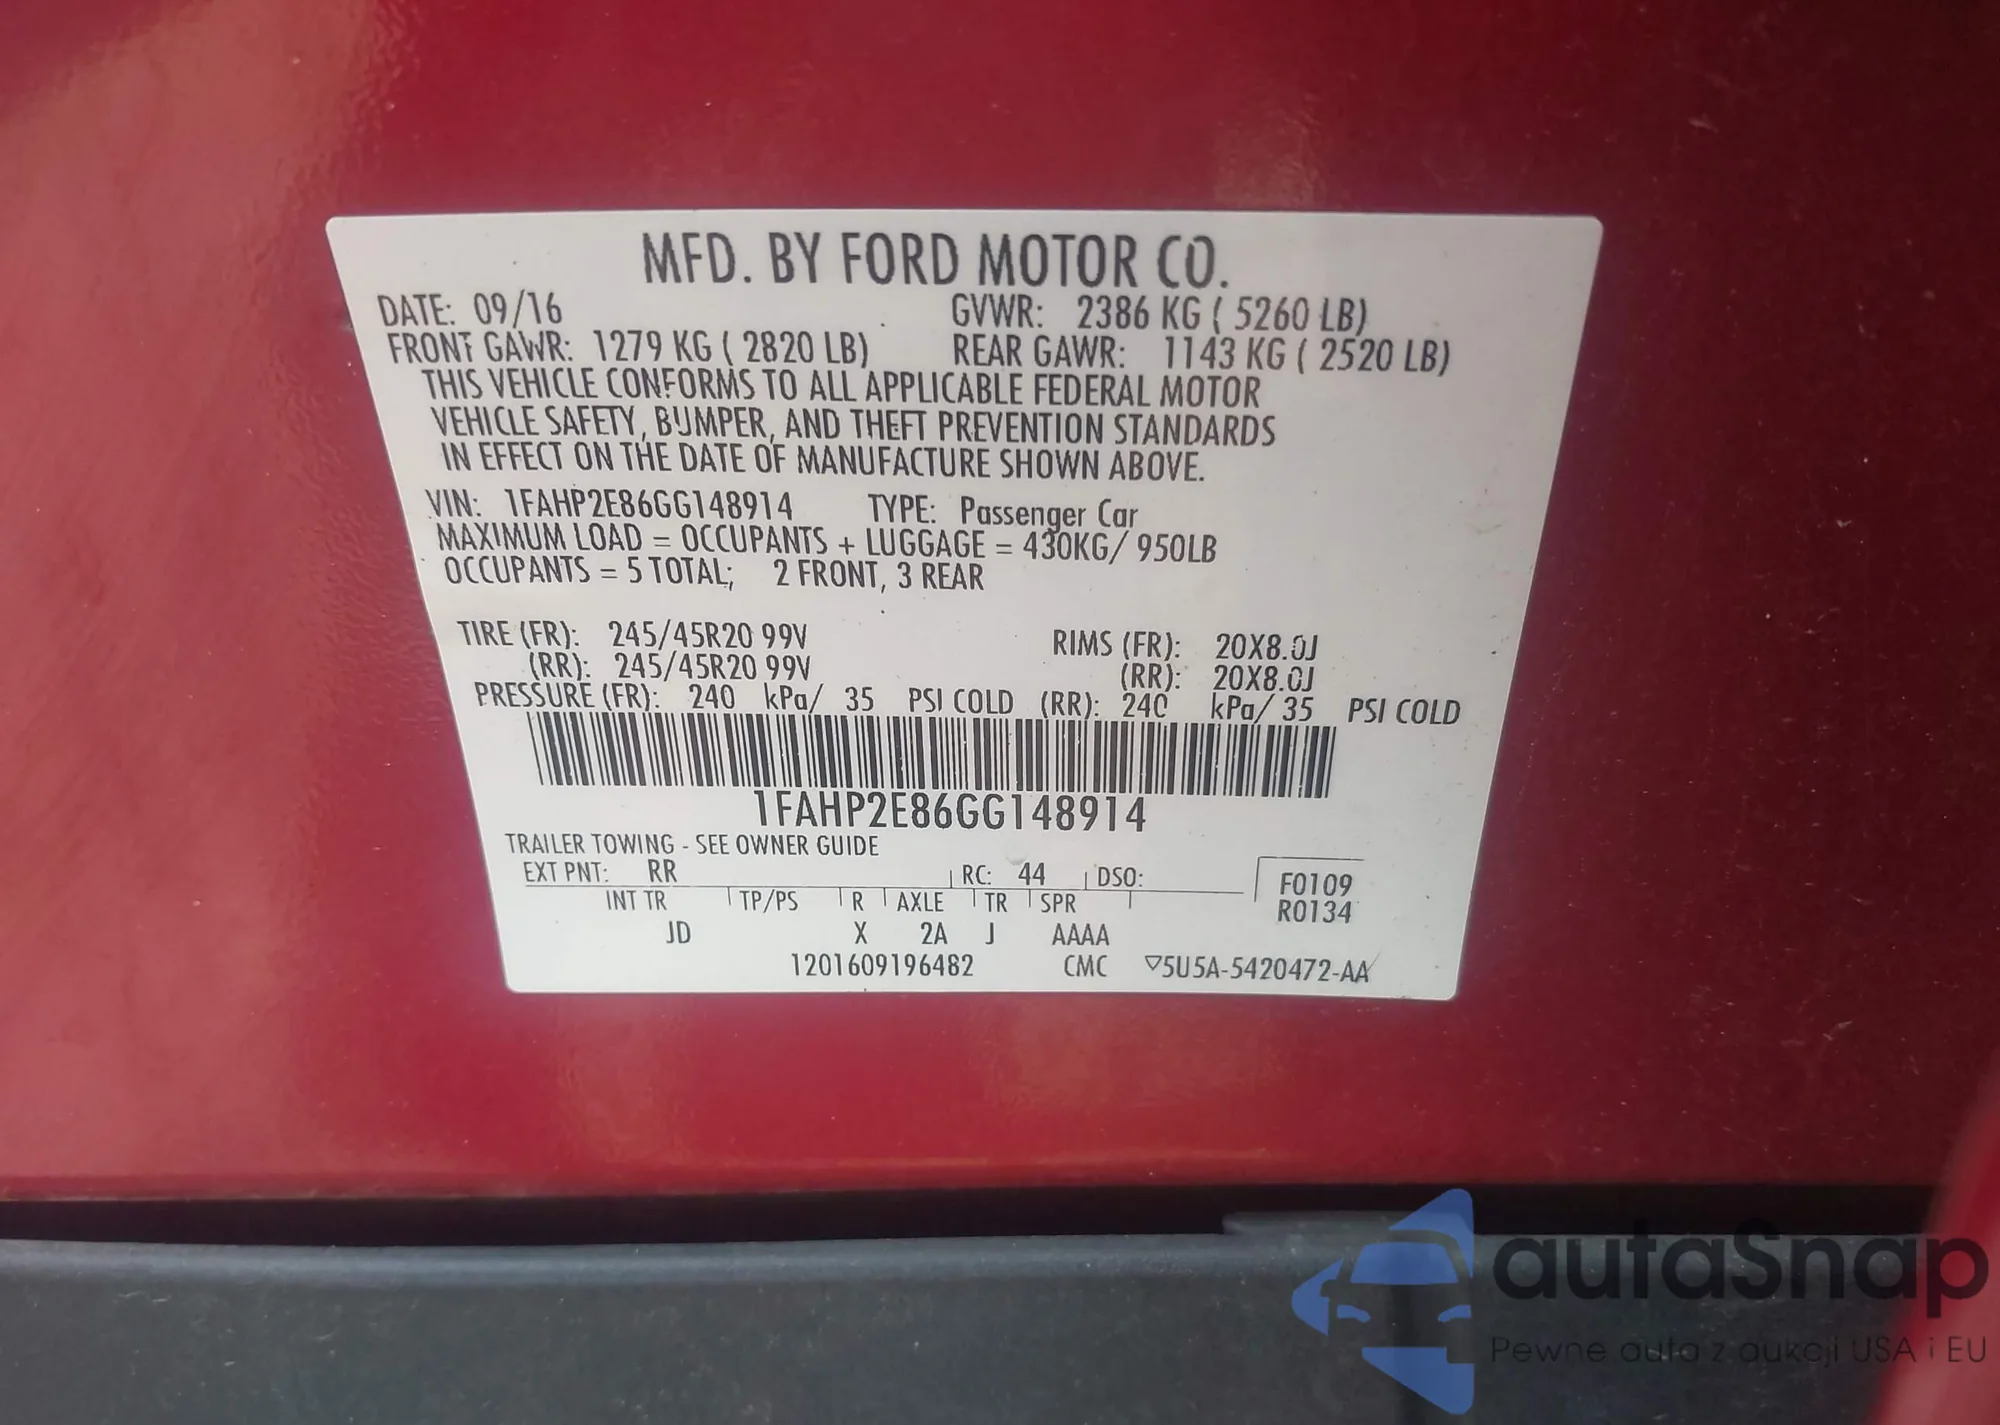 MFD. BY FORD MOTOR CO.
DATE: 09/16 GVWR: 2386 KG ( 5260 LB)
FRONT GAWR: 1279 KG ( 2820 LB) REAR GAWR: 1143 KG ( 2520 LB)
THIS VEHICLE CONFORMS TO ALL APPLICABLE FEDERAL MOTOR
VEHICLE SAFETY, BUMPER, AND THEFT PREVENTION STANDARDS
IN EFFECT ON THE DATE OF MANUFACTURE SHOWN ABOVE.
VIN: 1FAHP2E86GG148914 TYPE: Passenger Car
MAXIMUM LOAD = OCCUPANTS + LUGGAGE = 430KG/ 950LB
OCCUPANTS = 5 TOTAL; 2 FRONT, 3 REAR
TIRE (FR): 245/45R20 99V RIMS (FR): 20X8.0J
(RR): 245/45R20 99V (RR): 20X8.0J
PRESSURE (FR): 240 kPa/ 35 PSI COLD (RR): 240 kPa/ 35 PSI COLD
1FAHP2E86GG148914
TRAILER TOWING - SEE OWNER GUIDE
EXT PNT: RR RC: 44 DSO: F0109
INT TR TP/PS R AXLE TR SPR R0134
JD X 2A J AAAA
1201609196482 CMC ▽5U5A-5420472-AA
autaSnap
Pewne auta z aukcji USA i EU